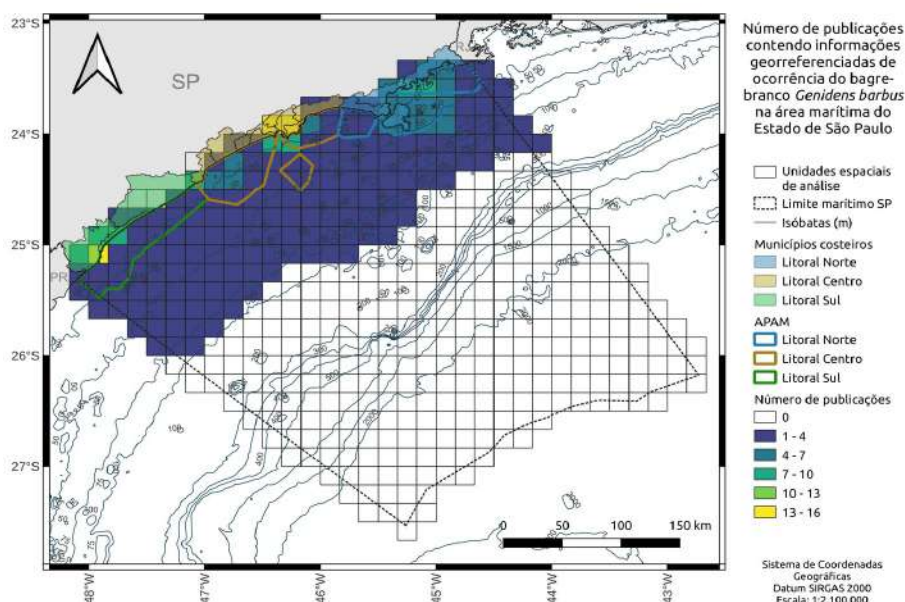 Número de publicações
contendo informações
georreferenciadas de
ocorrência do bagre-
branco Genidens barbus
na área marítima do
Estado de São Paulo
Unidades espaciais
de análise
Limite marítimo SP
Isóbatas (m)
Municípios costeiros
Litoral Norte
Litoral Centro
Litoral Sul
APAM
Litoral Norte
Litoral Centro
Litoral Sul
Número de publicações
0
1 - 4
4 - 7
7 - 10
10 - 13
13 - 16
Sistema de Coordenadas
Geográficas
Datum SIRGAS 2000
Escala: 1:2.100.000
23°S
24°S
25°S
26°S
27°S
48°W
47°W
46°W
45°W
44°W
43°W
SP
RJ
PR
0 50 100 150 km